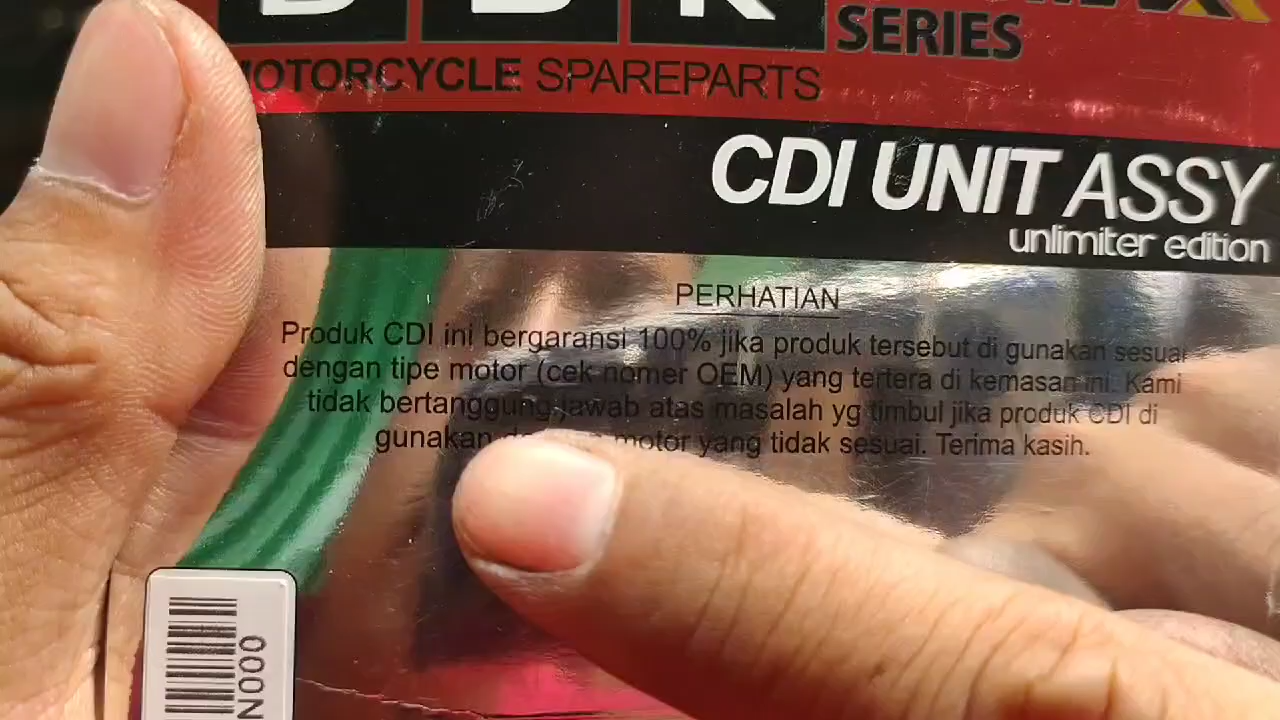 SERIES
MOTORCYCLE SPAREPARTS
CDI UNIT ASSY
unlimiter edition
PERHATIAN
Produk CDI ini bergaransi 100% jika produk tersebut di gunakan sesuai
dengan tipe motor (cek nomer OEM) yang tertera di kemasan ini. Kami
tidak bertanggung jawab atas masalah yg timbul jika produk CDI di
gunakan motor yang tidak sesuai. Terima kasih.
N000